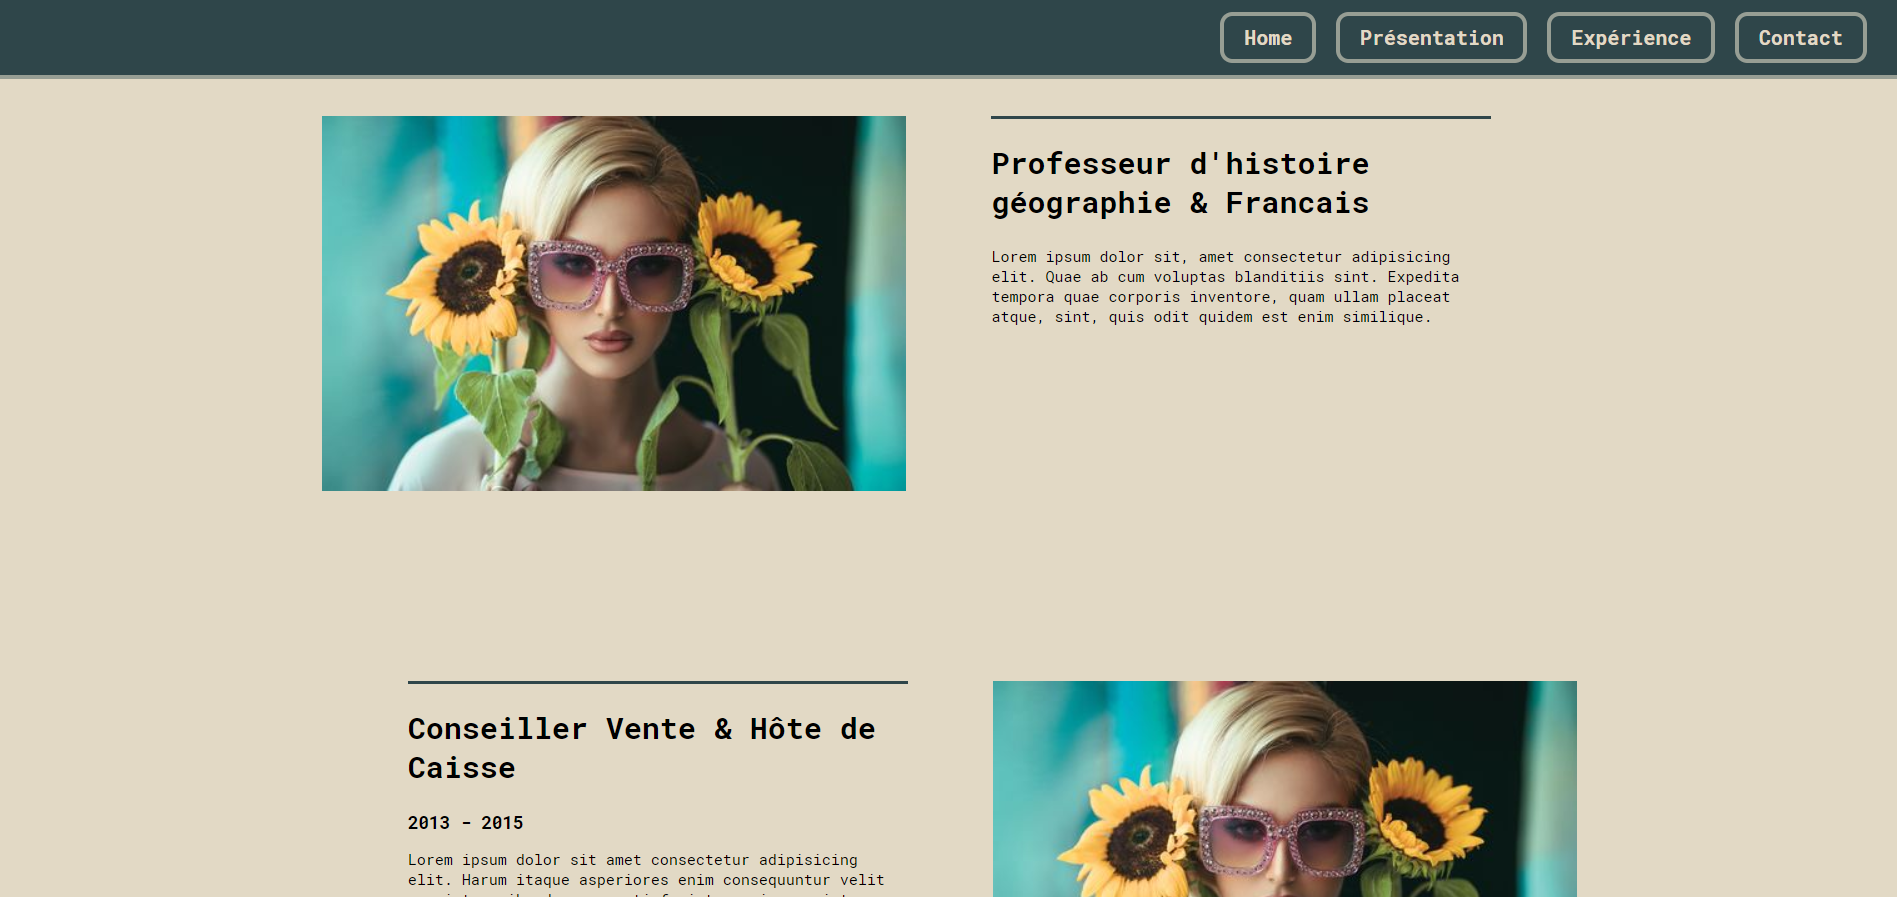 Home Présentation Expérience Contact
Professeur d'histoire
géographie & Francais
Lorem ipsum dolor sit, amet consectetur adipisicing
elit. Quae ab cum voluptas blanditiis sint. Expedita
tempora quae corporis inventore, quam ullam placeat
atque, sint, quis odit quidem est enim similique.
Conseiller Vente & Hôte de
Caisse
2013 - 2015
Lorem ipsum dolor sit amet consectetur adipisicing
elit. Harum itaque asperiores enim consequuntur velit